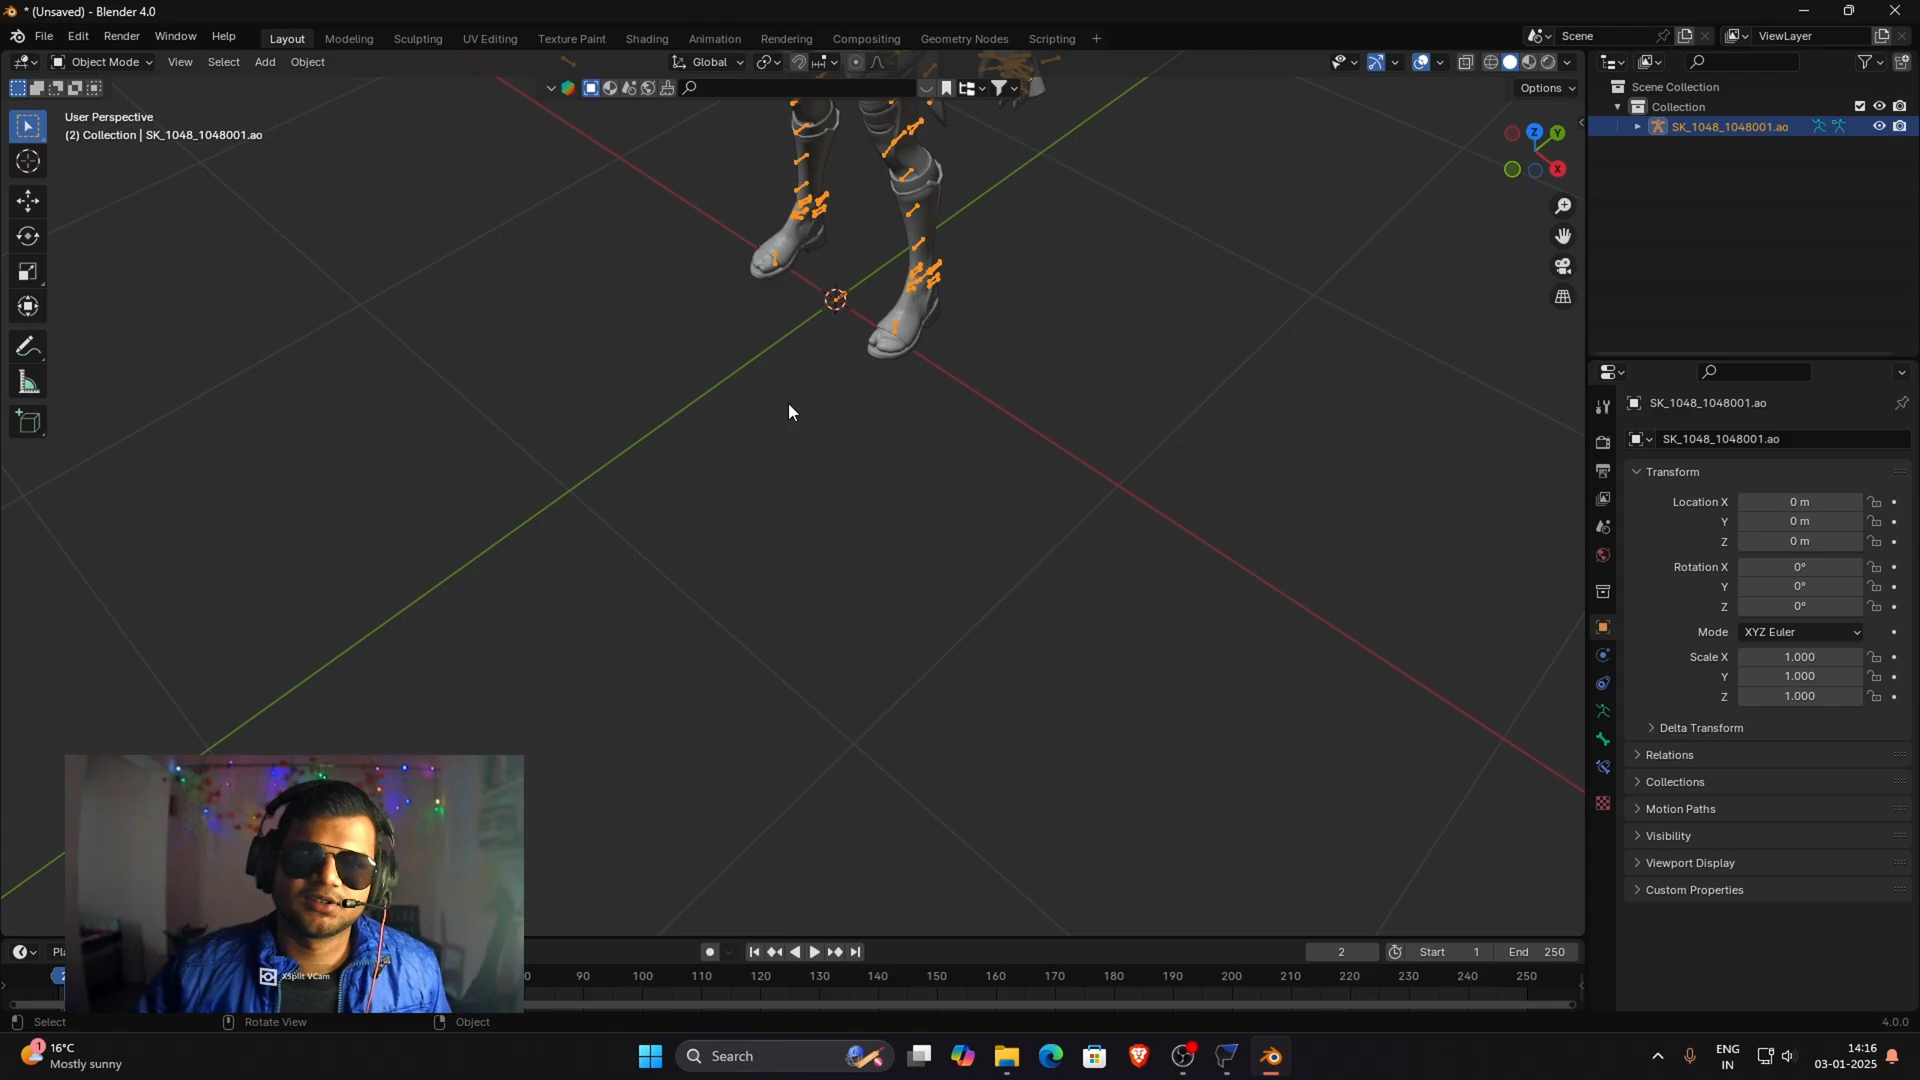 * (Unsaved) - Blender 4.0
File Edit Render Window Help Layout Modeling Sculpting UV Editing Texture Paint Shading Animation Rendering Compositing Geometry Nodes Scripting + Scene ViewLayer
Object Mode View Select Add Object Global
Options
User Perspective
(2) Collection | SK_1048_1048001.ao
Z Y X
Scene Collection
Collection
SK_1048_1048001.ao
SK_1048_1048001.ao
SK_1048_1048001.ao
Transform
Location X 0 m
Y 0 m
Z 0 m
Rotation X 0°
Y 0°
Z 0°
Mode XYZ Euler
Scale X 1.000
Y 1.000
Z 1.000
Delta Transform
Relations
Collections
Motion Paths
Visibility
Viewport Display
Custom Properties
XSplit VCam
2 Start 1 End 250
90 100 110 120 130 140 150 160 170 180 190 200 210 220 230 240 250
Select Rotate View Object 4.0.0
1
16°C
Mostly sunny
Search
ENG
IN
14:16
03-01-2025